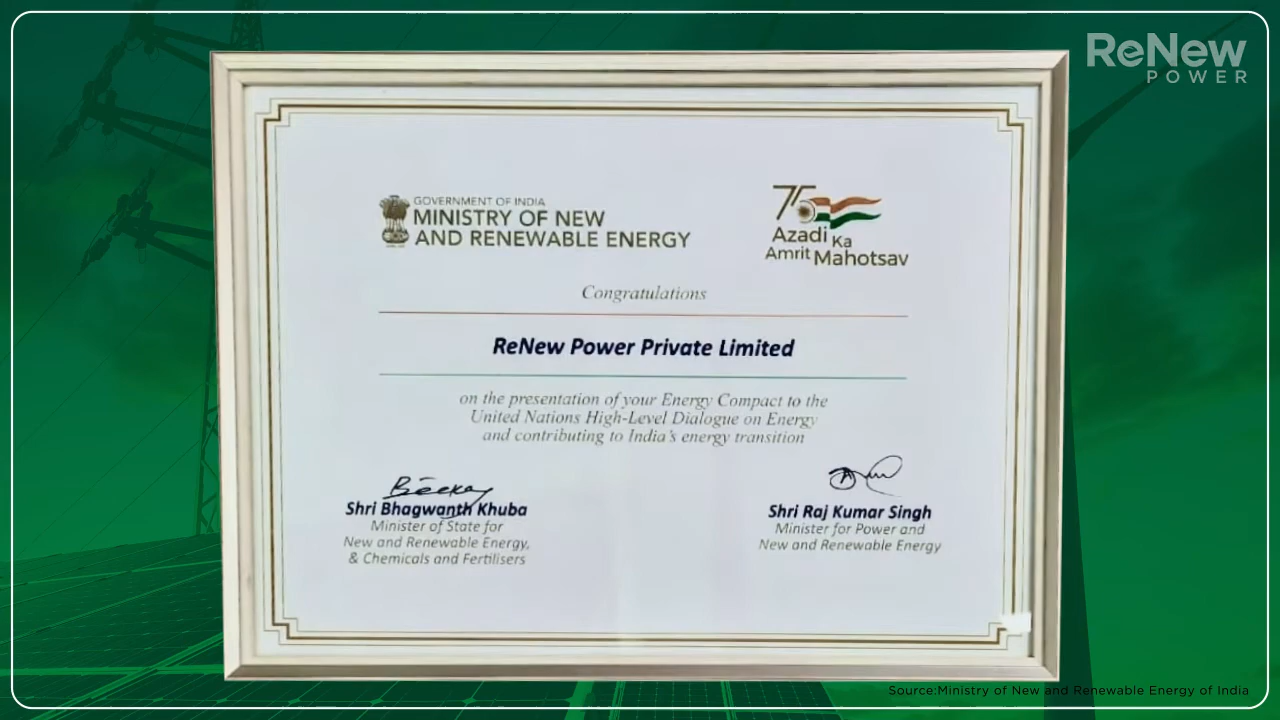 ReNew
POWER
GOVERNMENT OF INDIA
MINISTRY OF NEW
AND RENEWABLE ENERGY
75
Azadi Ka
Amrit Mahotsav
Congratulations
ReNew Power Private Limited
on the presentation of your Energy Compact to the
United Nations High-Level Dialogue on Energy
and contributing to India's energy transition
Shri Bhagwanth Khuba
Minister of State for
New and Renewable Energy,
& Chemicals and Fertilisers
Shri Raj Kumar Singh
Minister for Power and
New and Renewable Energy
Source:Ministry of New and Renewable Energy of India